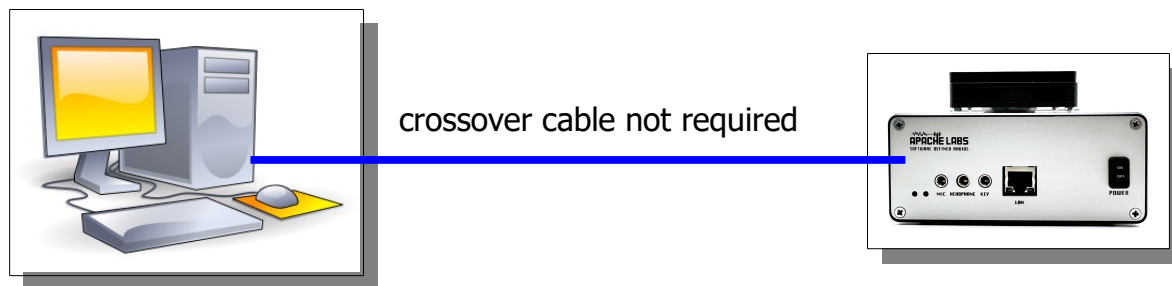 crossover cable not required
APACHE LABS
SOFTWARE DEFINED RADIOS
ON
OFF
MIC HEADPHONE KEY
POWER
LAN